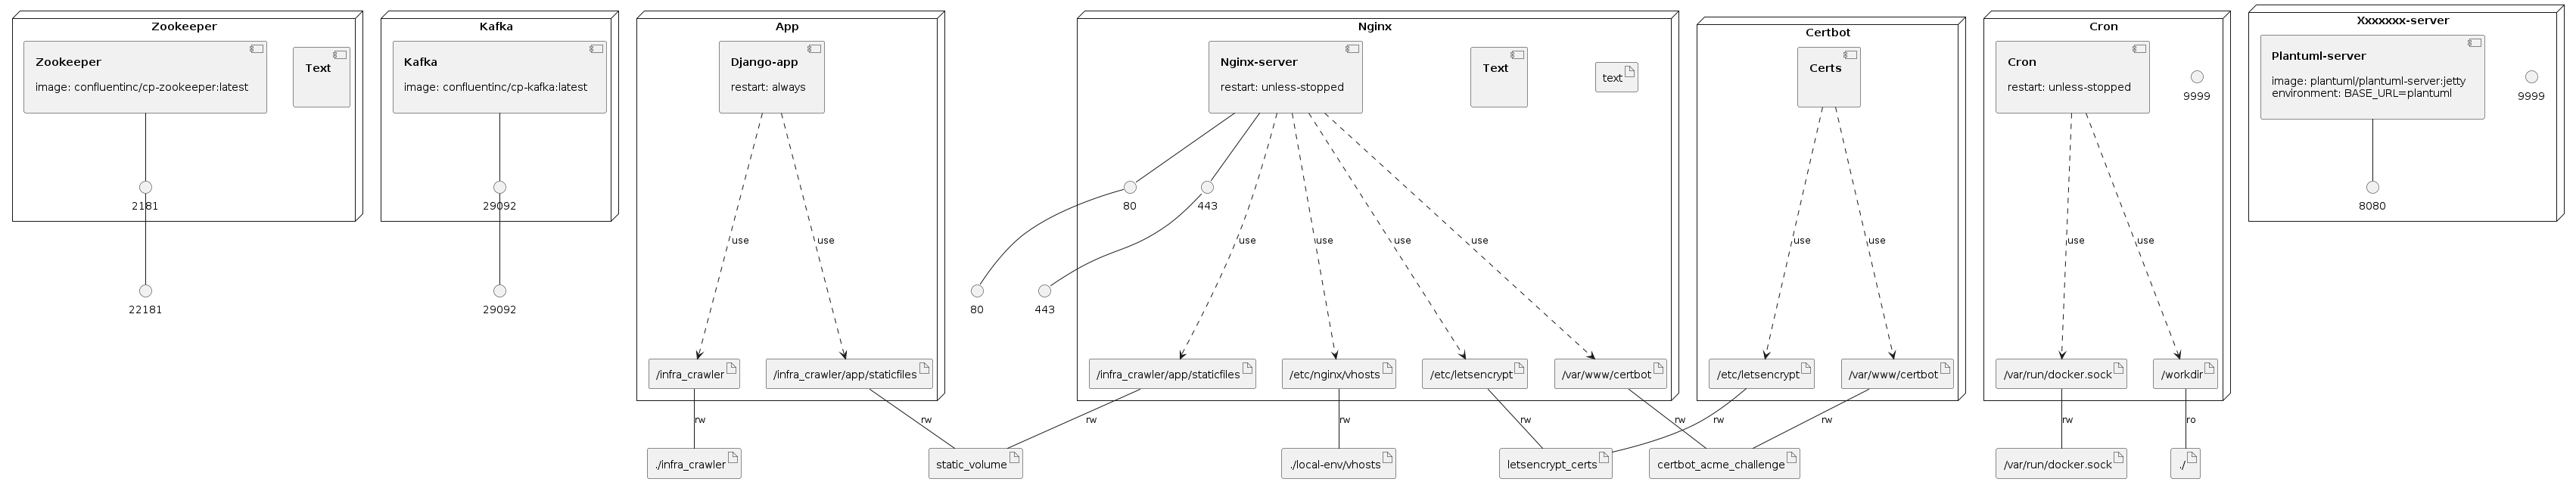 Zookeeper
Zookeeper
image: confluentinc/cp-zookeeper:latest
Text
2181
22181
Kafka
Kafka
image: confluentinc/cp-kafka:latest
29092
29092
App
Django-app
restart: always
use
use
/infra_crawler
/infra_crawler/app/staticfiles
rw
rw
./infra_crawler
static_volume
Nginx
Nginx-server
restart: unless-stopped
Text
text
80
443
80
443
use
use
use
use
/infra_crawler/app/staticfiles
/etc/nginx/vhosts
/etc/letsencrypt
/var/www/certbot
rw
rw
rw
rw
./local-env/vhosts
letsencrypt_certs
certbot_acme_challenge
Certbot
Certs
use
use
/etc/letsencrypt
/var/www/certbot
rw
rw
Cron
Cron
restart: unless-stopped
9999
use
use
/var/run/docker.sock
/workdir
rw
ro
/var/run/docker.sock
./
Xxxxxxx-server
Plantuml-server
image: plantuml/plantuml-server:jetty
environment: BASE_URL=plantuml
9999
8080